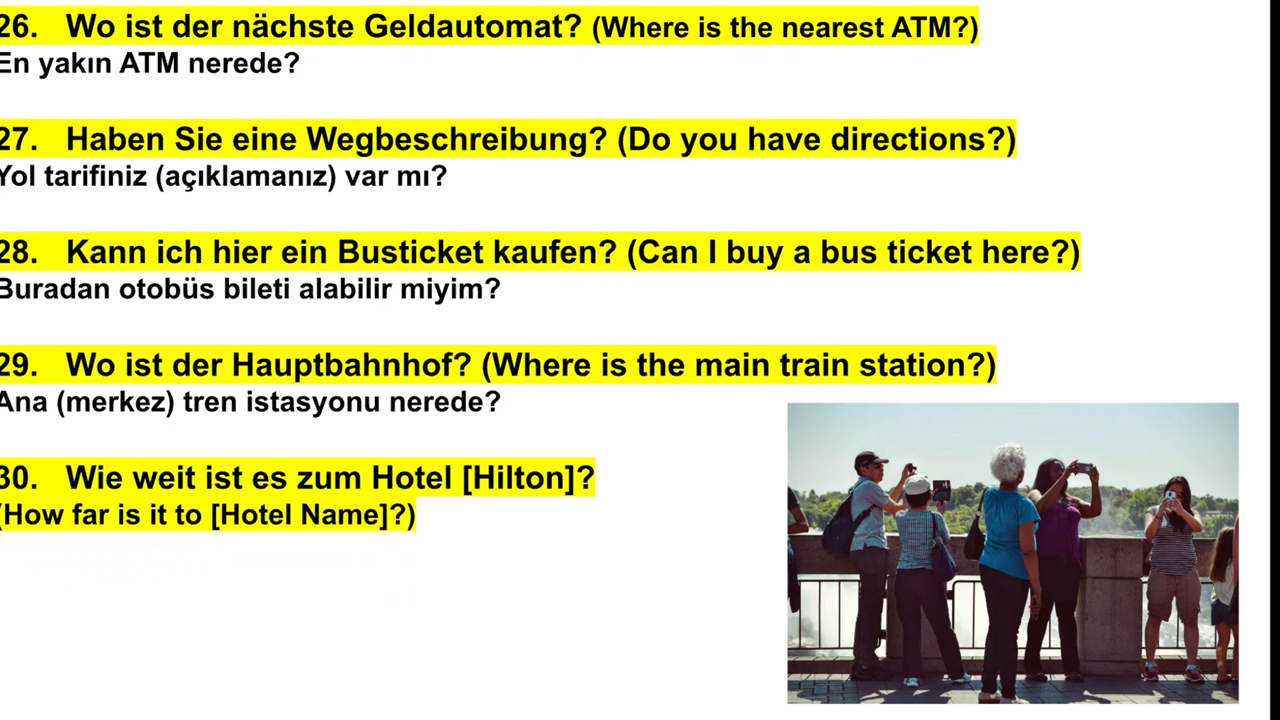 26. Wo ist der nächste Geldautomat? (Where is the nearest ATM?)
En yakın ATM nerede?
27. Haben Sie eine Wegbeschreibung? (Do you have directions?)
Yol tarifiniz (açıklamanız) var mı?
28. Kann ich hier ein Busticket kaufen? (Can I buy a bus ticket here?)
Buradan otobüs bileti alabilir miyim?
29. Wo ist der Hauptbahnhof? (Where is the main train station?)
Ana (merkez) tren istasyonu nerede?
30. Wie weit ist es zum Hotel [Hilton]?
(How far is it to [Hotel Name]?)